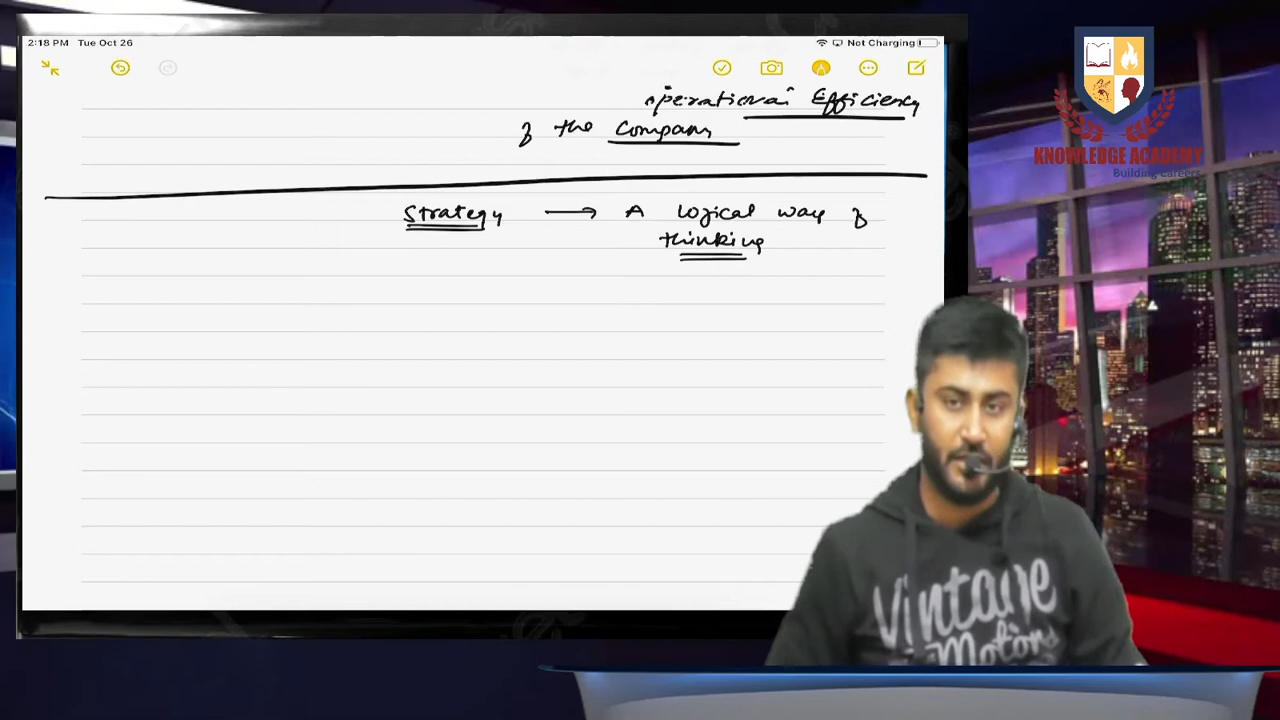 2:18 PM Tue Oct 26
Not Charging
operational Efficiency
of the Company
Strategy → A logical way of
thinking
KNOWLEDGE ACADEMY
Building Careers
Vintage
Motors